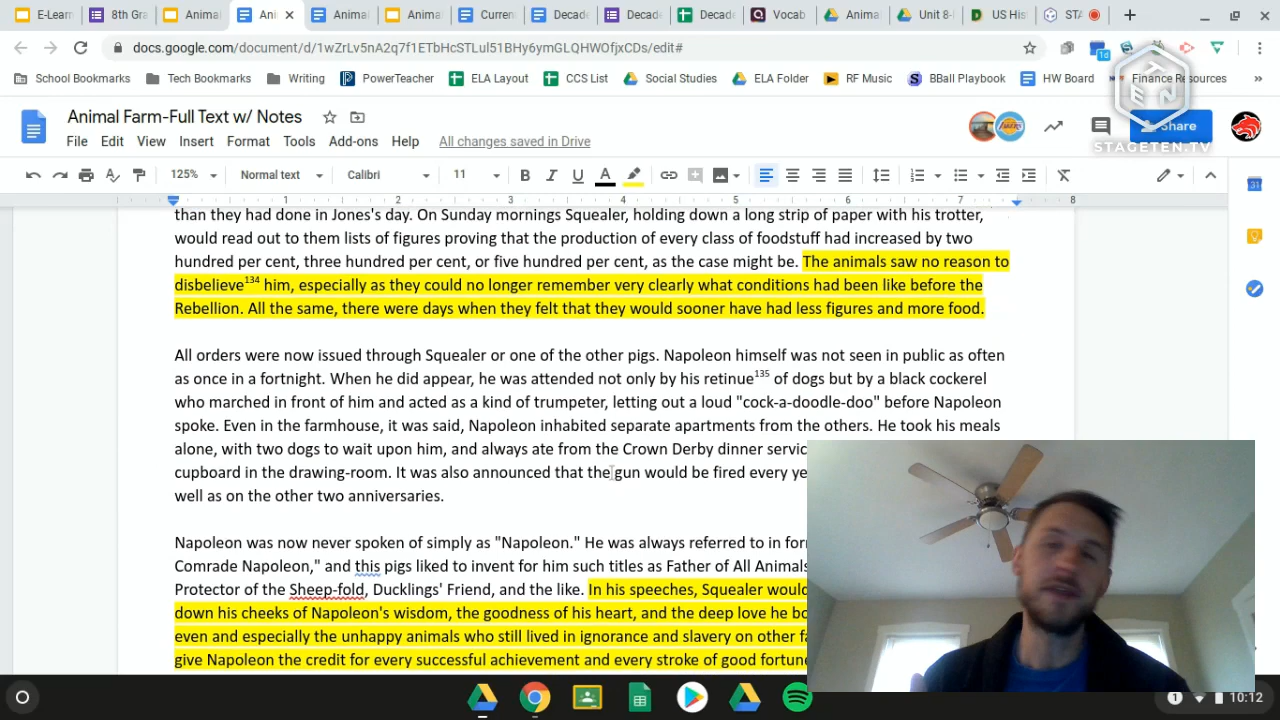 E-Learn
8th Gra
Animal
Ani
Animal
Animal
Curren
Decade
Decade
Decade
Vocab
Anima
Unit 8-
US His
STA
docs.google.com/document/d/1wZrLv5nA2q7f1ETbHcSTLul51BHy6ymGLQHWOfjxCDs/edit#
1d
School Bookmarks
Tech Bookmarks
Writing
PowerTeacher
ELA Layout
CCS List
Social Studies
ELA Folder
RF Music
BBall Playbook
HW Board
Finance Resources
TEN
STAGETEN.TV
Animal Farm-Full Text w/ Notes
File Edit View Insert Format Tools Add-ons Help All changes saved in Drive
Share
125% Normal text Calibri 11
1 2 3 4 5 6 7 8
than they had done in Jones's day. On Sunday mornings Squealer, holding down a long strip of paper with his trotter,
would read out to them lists of figures proving that the production of every class of foodstuff had increased by two
hundred per cent, three hundred per cent, or five hundred per cent, as the case might be. The animals saw no reason to
disbelieve134 him, especially as they could no longer remember very clearly what conditions had been like before the
Rebellion. All the same, there were days when they felt that they would sooner have had less figures and more food.
All orders were now issued through Squealer or one of the other pigs. Napoleon himself was not seen in public as often
as once in a fortnight. When he did appear, he was attended not only by his retinue135 of dogs but by a black cockerel
who marched in front of him and acted as a kind of trumpeter, letting out a loud "cock-a-doodle-doo" before Napoleon
spoke. Even in the farmhouse, it was said, Napoleon inhabited separate apartments from the others. He took his meals
alone, with two dogs to wait upon him, and always ate from the Crown Derby dinner servic
cupboard in the drawing-room. It was also announced that the gun would be fired every ye
well as on the other two anniversaries.
Napoleon was now never spoken of simply as "Napoleon." He was always referred to in for
Comrade Napoleon," and this pigs liked to invent for him such titles as Father of All Animals
Protector of the Sheep-fold, Ducklings' Friend, and the like. In his speeches, Squealer would
down his cheeks of Napoleon's wisdom, the goodness of his heart, and the deep love he bo
even and especially the unhappy animals who still lived in ignorance and slavery on other fa
give Napoleon the credit for every successful achievement and every stroke of good fortune
1
10:12